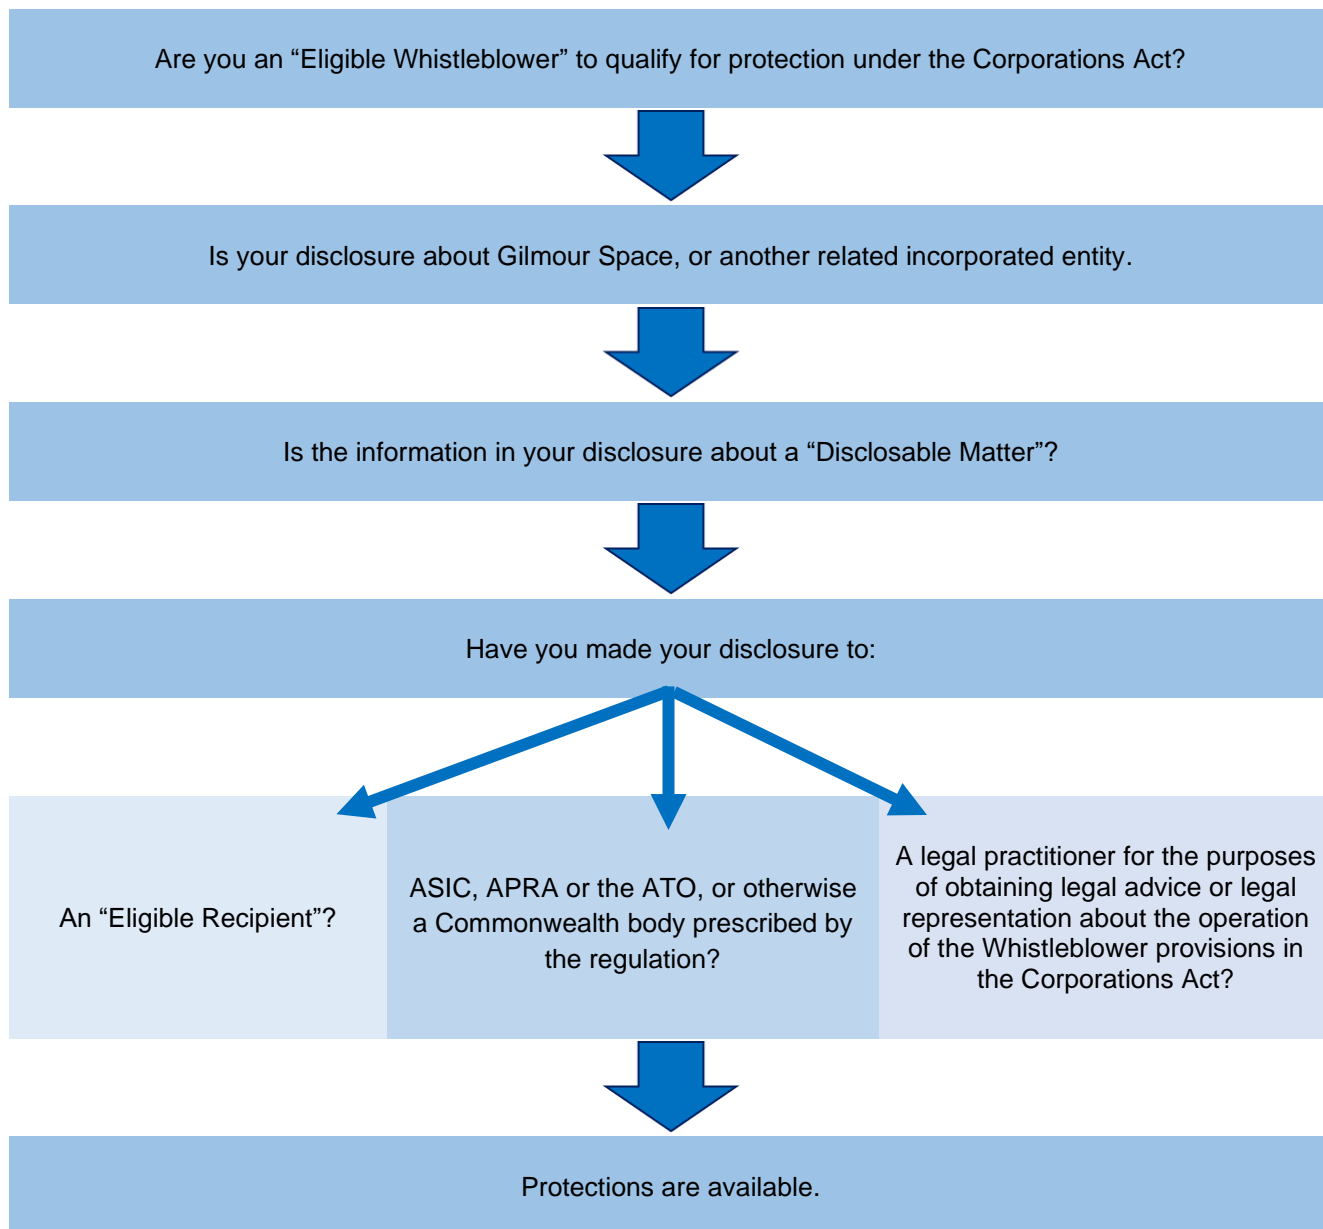 Are you an “Eligible Whistleblower” to qualify for protection under the Corporations Act?
Is your disclosure about Gilmour Space, or another related incorporated entity.
Is the information in your disclosure about a “Disclosable Matter”?
Have you made your disclosure to:
An “Eligible Recipient”?
ASIC, APRA or the ATO, or otherwise
a Commonwealth body prescribed by
the regulation?
A legal practitioner for the purposes
of obtaining legal advice or legal
representation about the operation
of the Whistleblower provisions in
the Corporations Act?
Protections are available.